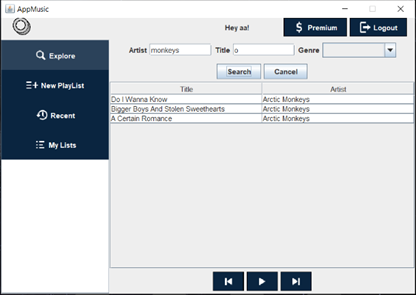 AppMusic
Hey aa!
$ Premium
Logout
Explore
New PlayList
Recent
My Lists
Artist monkeys Title o Genre
Search Cancel
Title Artist
Do I Wanna Know Arctic Monkeys
Bigger Boys And Stolen Sweethearts Arctic Monkeys
A Certain Romance Arctic Monkeys